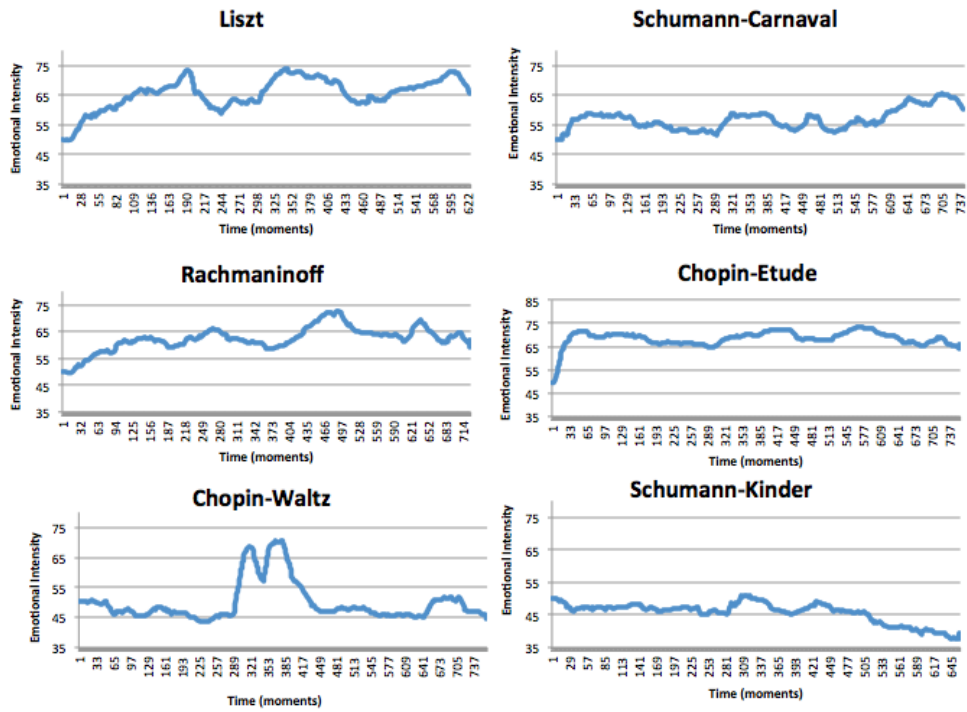 Liszt
Emotional Intensity
75
65
55
45
35
1 28 55 82 109 136 163 190 217 244 271 298 325 352 379 406 433 460 487 514 541 568 595 622
Time (moments)
Schumann-Carnaval
Emotional Intensity
75
65
55
45
35
1 33 65 97 129 161 193 225 257 289 321 353 385 417 449 481 513 545 577 609 641 673 705 737
Time (moments)
Rachmaninoff
Emotional Intensity
75
65
55
45
35
1 32 63 94 125 156 187 218 249 280 311 342 373 404 435 466 497 528 559 590 621 652 683 714
Time (moments)
Chopin-Etude
Emotional Intensity
85
75
65
55
45
35
1 33 65 97 129 161 193 225 257 289 321 353 385 417 449 481 513 545 577 609 641 673 705 737
Time (moments)
Chopin-Waltz
Emotional Intensity
75
65
55
45
35
1 33 65 97 129 161 193 225 257 289 321 353 385 417 449 481 513 545 577 609 641 673 705 737
Time (moments)
Schumann-Kinder
Emotional Intensity
75
65
55
45
35
1 29 57 85 113 141 169 197 225 253 281 309 337 365 393 421 449 477 505 533 561 589 617 645
Time (moments)